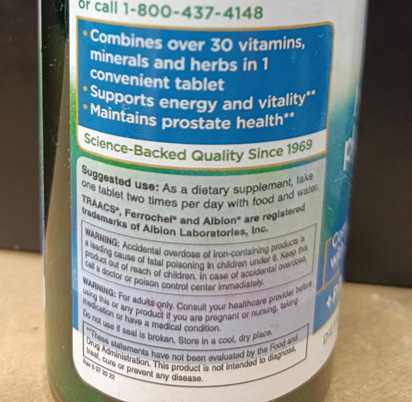 or call 1-800-437-4148
• Combines over 30 vitamins,
minerals and herbs in 1
convenient tablet
• Supports energy and vitality**
• Maintains prostate health**
Science-Backed Quality Since 1969
Suggested use: As a dietary supplement, take
one tablet two times per day with food and water.
TRAACS®, Ferrochel® and Albion® are registered
trademarks of Albion Laboratories, Inc.
WARNING: Accidental overdose of iron-containing products is
a leading cause of fatal poisoning in children under 6. Keep this
product out of reach of children. In case of accidental overdose,
call a doctor or poison control center immediately.
WARNING: For adults only. Consult your healthcare provider before
using this or any product if you are pregnant or nursing, taking
medication or have a medical condition.
Do not use if seal is broken. Store in a cool, dry place.
**These statements have not been evaluated by the Food and
Drug Administration. This product is not intended to diagnose,
treat, cure or prevent any disease.